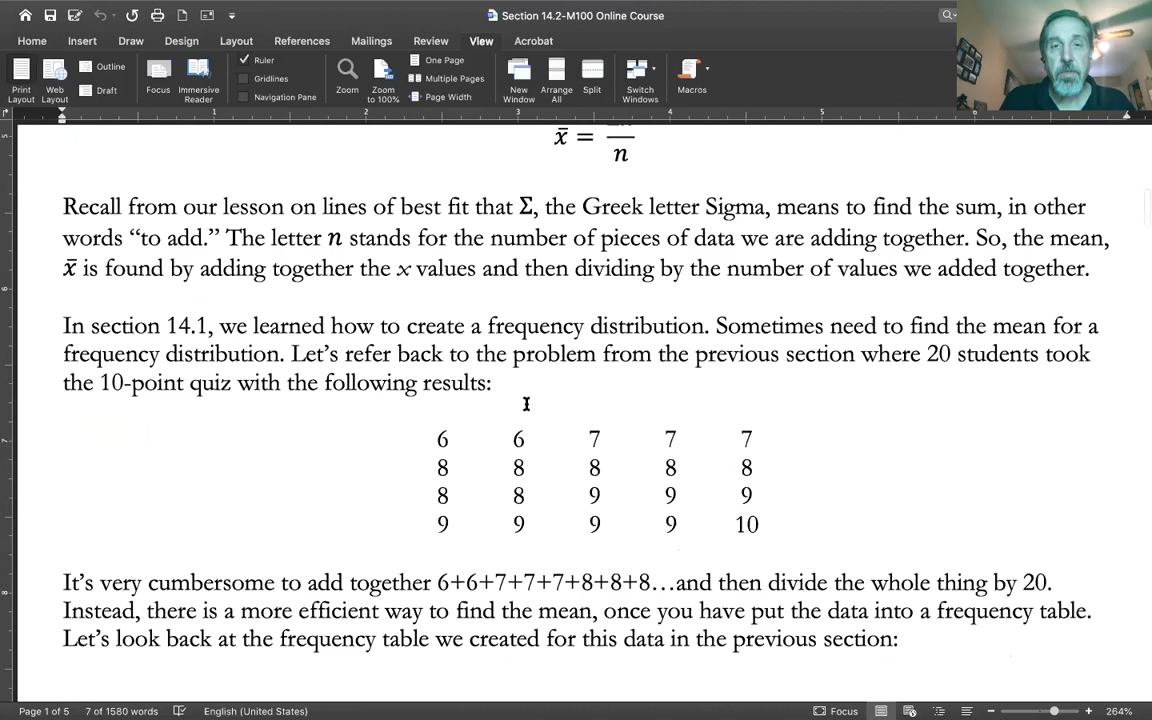 Section 14.2-M100 Online Course
Home Insert Draw Design Layout References Mailings Review View Acrobat
Print Layout Web Layout Outline Draft Focus Immersive Reader Ruler Gridlines Navigation Pane Zoom Zoom to 100% One Page Multiple Pages Page Width New Window Arrange All Split Switch Windows Macros
1 2 3 4 5 6
x̄ =
n
Recall from our lesson on lines of best fit that Σ, the Greek letter Sigma, means to find the sum, in other
words “to add.” The letter n stands for the number of pieces of data we are adding together. So, the mean,
x̄ is found by adding together the x values and then dividing by the number of values we added together.
In section 14.1, we learned how to create a frequency distribution. Sometimes need to find the mean for a
frequency distribution. Let’s refer back to the problem from the previous section where 20 students took
the 10-point quiz with the following results:
6 6 7 7 7
8 8 8 8 8
8 8 9 9 9
9 9 9 9 10
It’s very cumbersome to add together 6+6+7+7+7+8+8+8…and then divide the whole thing by 20.
Instead, there is a more efficient way to find the mean, once you have put the data into a frequency table.
Let’s look back at the frequency table we created for this data in the previous section:
Page 1 of 5 7 of 1580 words English (United States) Focus 264%